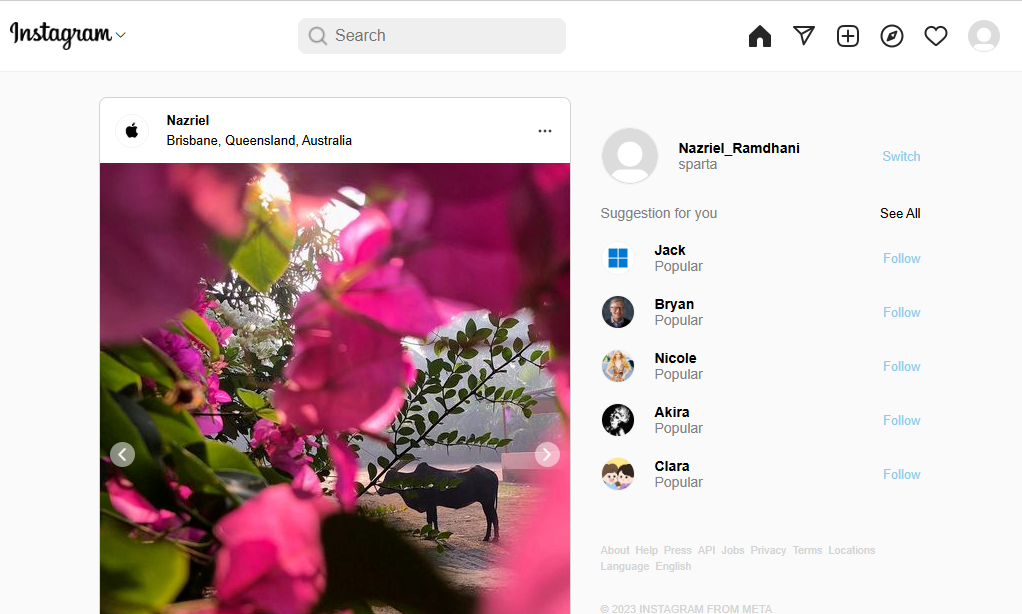 Instagram
Search
Nazriel
Brisbane, Queensland, Australia
Nazriel_Ramdhani
sparta
Switch
Suggestion for you
See All
Jack
Popular
Follow
Bryan
Popular
Follow
Nicole
Popular
Follow
Akira
Popular
Follow
Clara
Popular
Follow
About Help Press API Jobs Privacy Terms Locations
Language English
© 2023 INSTAGRAM FROM META